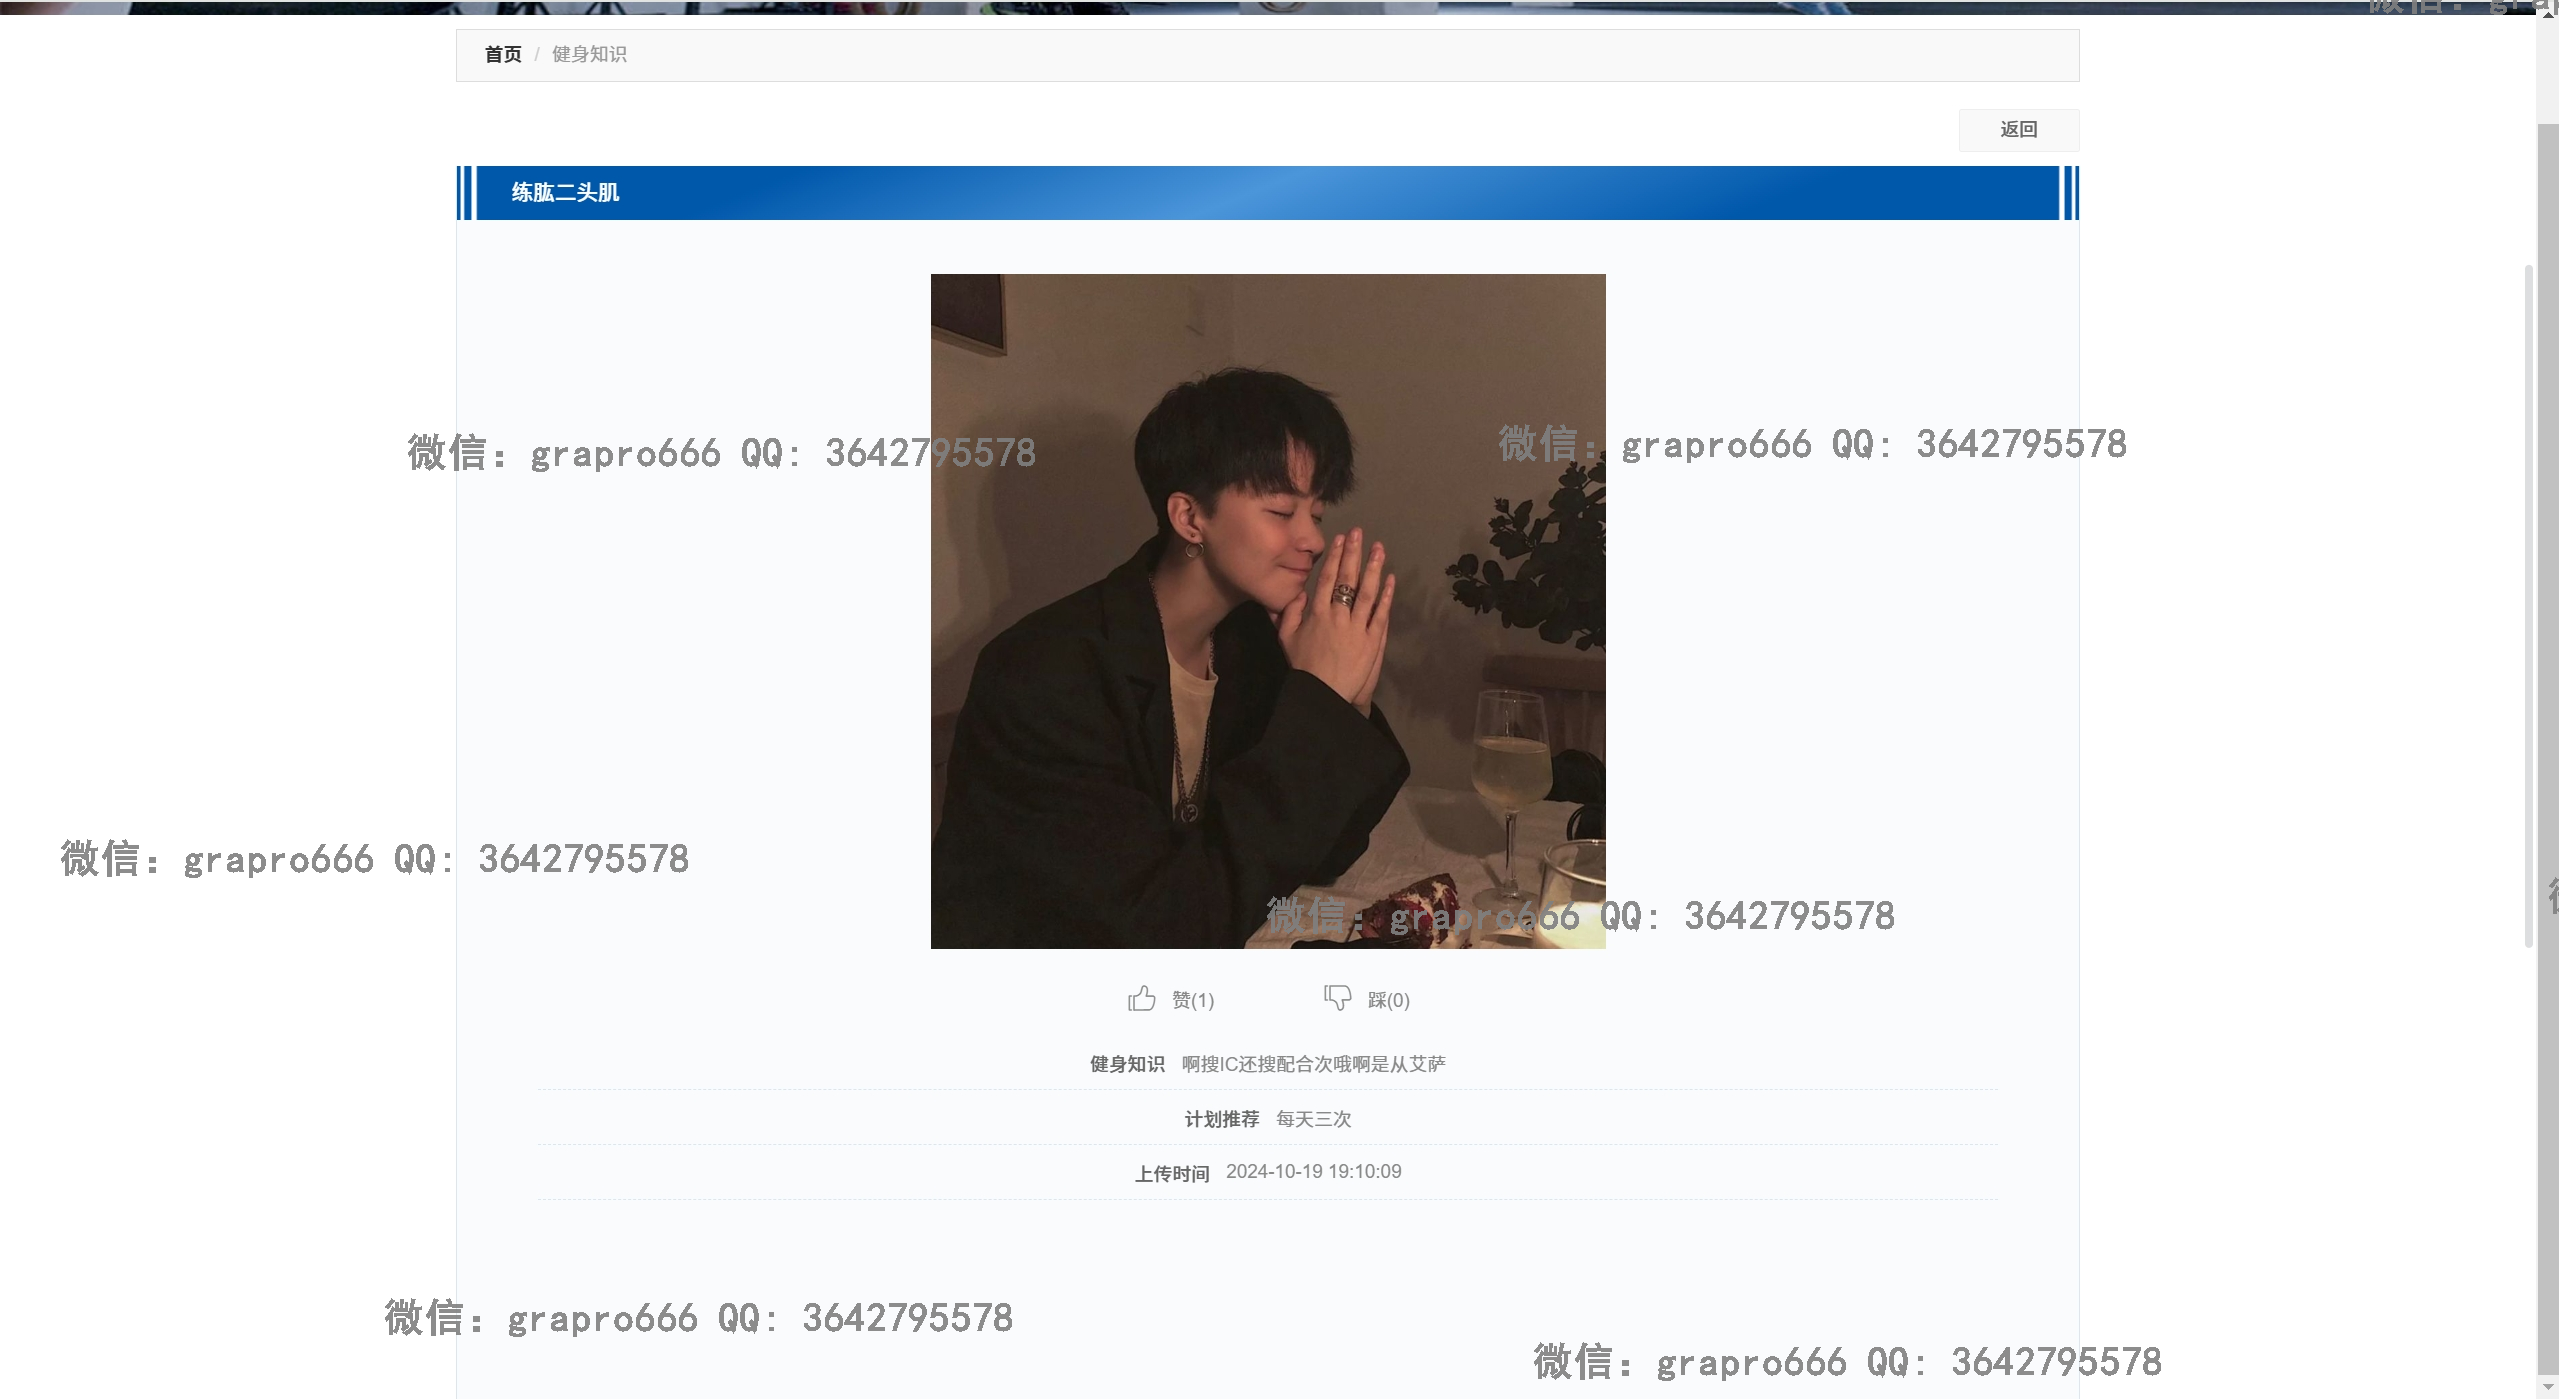 微信: gra
首页 / 健身知识
返回
练肱二头肌
微信: grapro666 QQ: 3642795578
微信: grapro666 QQ: 3642795578
微信: grapro666 QQ: 3642795578
微信: grapro666 QQ: 3642795578
赞(1) 踩(0)
健身知识 啊搜IC还搜配合次哦啊是从艾萨
计划推荐 每天三次
上传时间 2024-10-19 19:10:09
微信: grapro666 QQ: 3642795578
微信: grapro666 QQ: 3642795578